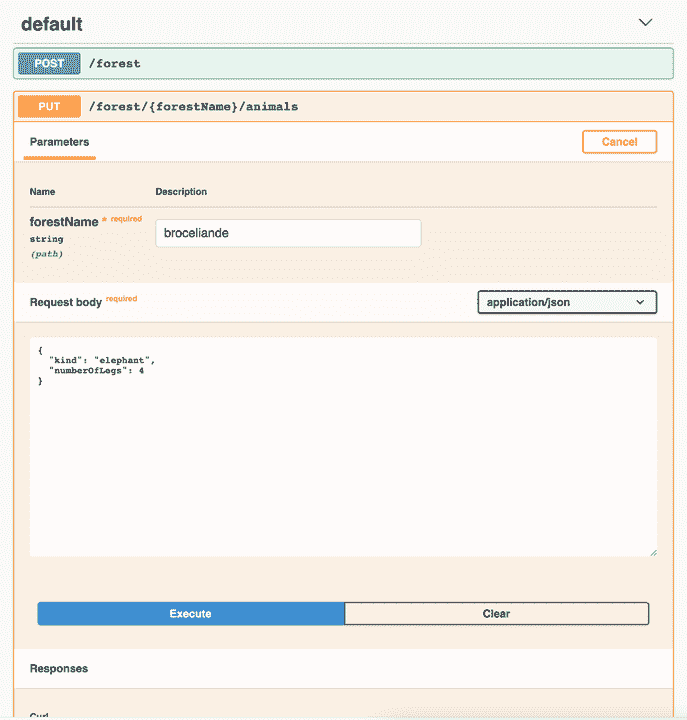 default
POST /forest
PUT /forest/{forestName}/animals
Parameters Cancel
Name Description
forestName * required broceliande
string
(path)
Request body required application/json
{
"kind": "elephant",
"numberOfLegs": 4
}
Execute Clear
Responses
Curl